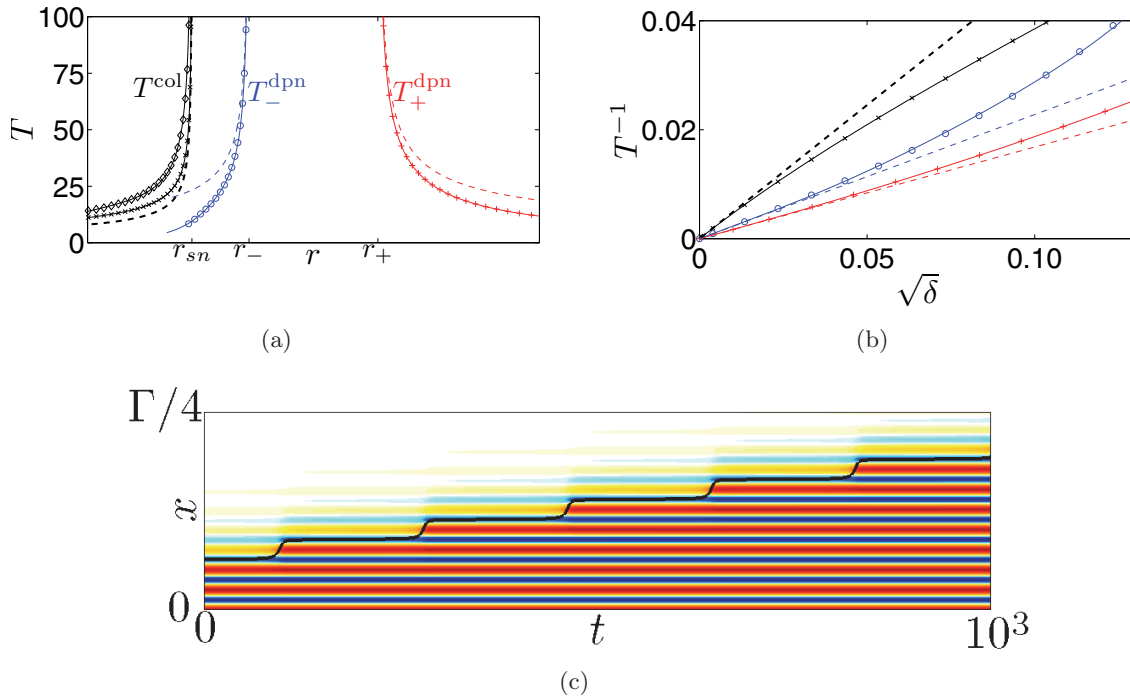 100
75
50
25
0
T
T^col
T_-^dpn
T_+^dpn
r_sn
r_-
r
r_+
(a)
0.04
0.02
0
T^-1
0
0.05
0.10
√δ
(b)
Γ/4
x
0
0
t
10^3
(c)